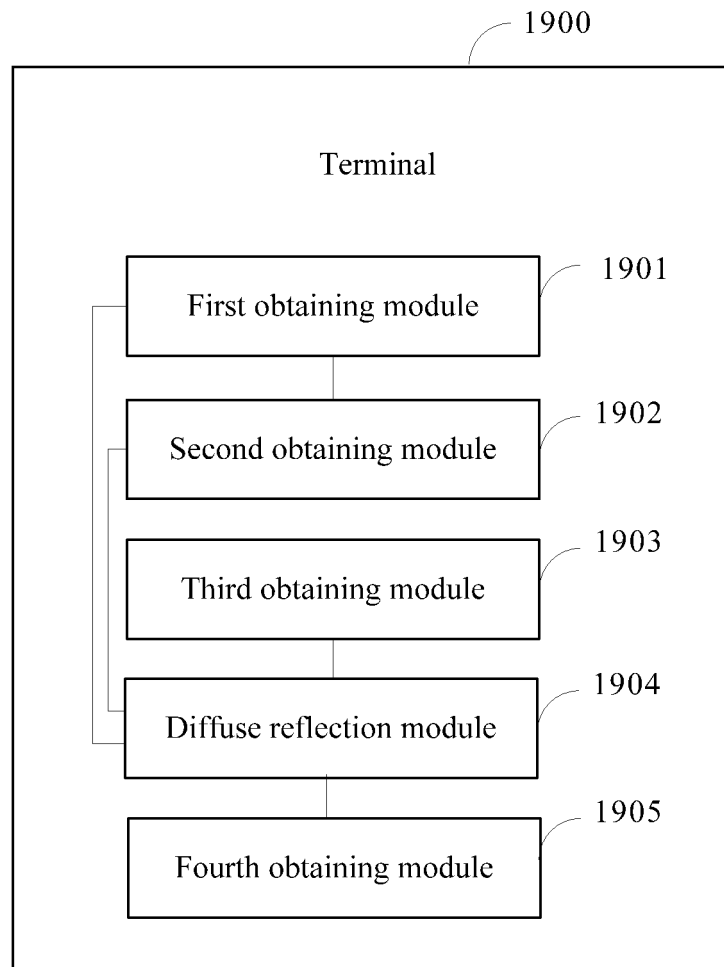 1900
Terminal
1901
First obtaining module
1902
Second obtaining module
1903
Third obtaining module
1904
Diffuse reflection module
1905
Fourth obtaining module